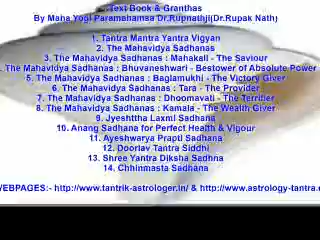 Text Book & Granthas
By Maha Yogi Paramahamsa Dr.Rupnathji(Dr.Rupak Nath)
1. Tantra Mantra Yantra Vigyan
2. The Mahavidya Sadhanas
3. The Mahavidya Sadhanas : Mahakali - The Saviour
. The Mahavidya Sadhanas : Bhuvaneshwari - Bestower of Absolute Power
5. The Mahavidya Sadhanas : Baglamukhi - The Victory Giver
6. The Mahavidya Sadhanas : Tara - The Provider
7. The Mahavidya Sadhanas : Dhoomavati - The Terrifier
8. The Mahavidya Sadhanas : Kamala - The Wealth Giver
9. Jyeshttha Laxmi Sadhana
10. Anang Sadhana for Perfect Health & Vigour
11. Ayeshwarya Prapti Sadhana
12. Doorlav Tantra Siddhi
13. Shree Yantra Diksha Sadhna
14. Chhinmasta Sadhana
WEBPAGES:- http://www.tantrik-astrologer.in/ & http://www.astrology-tantra.